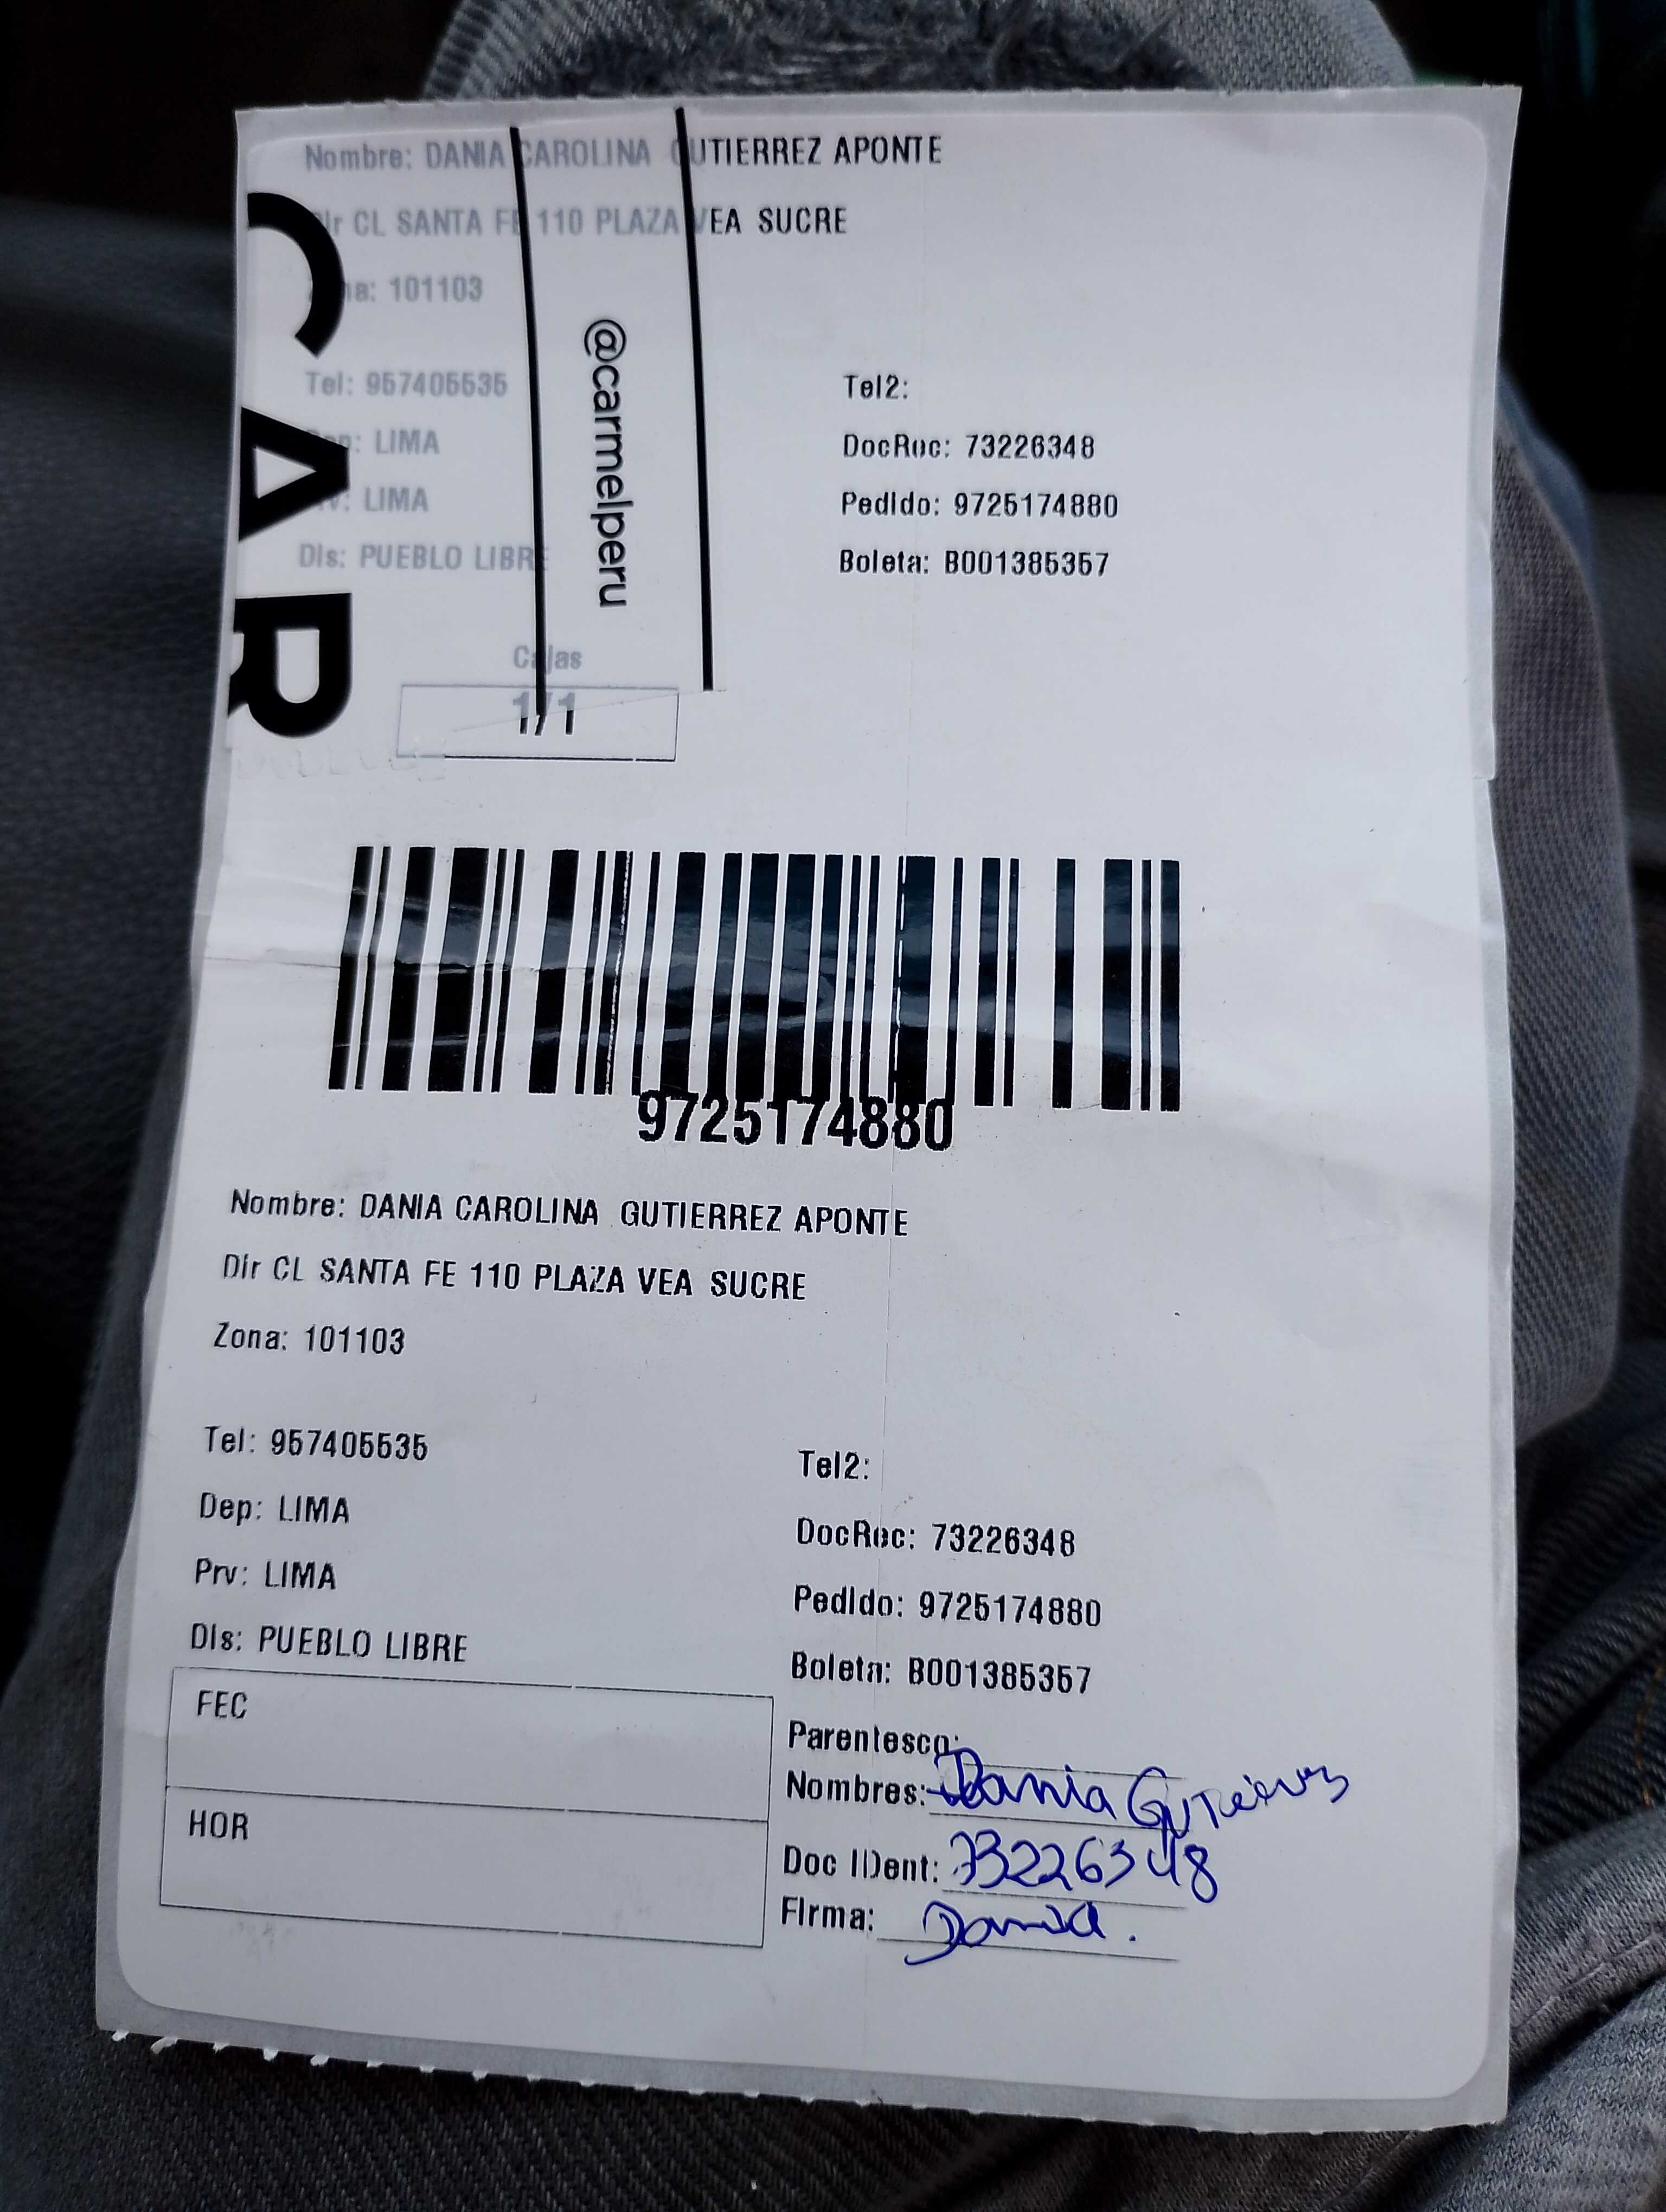 Nombre: DANIA CAROLINA GUTIERREZ APONTE
Dir CL SANTA FE 110 PLAZA VEA SUCRE
Zona: 101103
Tel: 957405535
Tel2:
Dep: LIMA
DocRec: 73226348
Prv: LIMA
Pedido: 9725174880
Dis: PUEBLO LIBRE
Boleta: B001385357
Cajas
1/1
CAR
@carmelperu
9725174880
Nombre: DANIA CAROLINA GUTIERREZ APONTE
Dir CL SANTA FE 110 PLAZA VEA SUCRE
Zona: 101103
Tel: 957405535
Tel2:
Dep: LIMA
DocRec: 73226348
Prv: LIMA
Pedido: 9725174880
Dis: PUEBLO LIBRE
Boleta: B001385357
FEC
HOR
Parentesco:
Nombres: Dania Gutierrez
Doc IDent: 73226348
Firma: Dania.